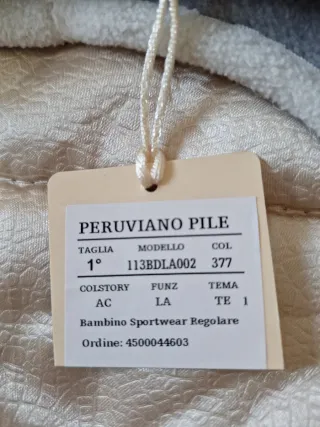 PERUVIANO PILE
TAGLIA MODELLO COL
1° 113BDLA002 377
COLSTORY FUNZ TEMA
AC LA TE 1
Bambino Sportwear Regolare
Ordine: 4500044603